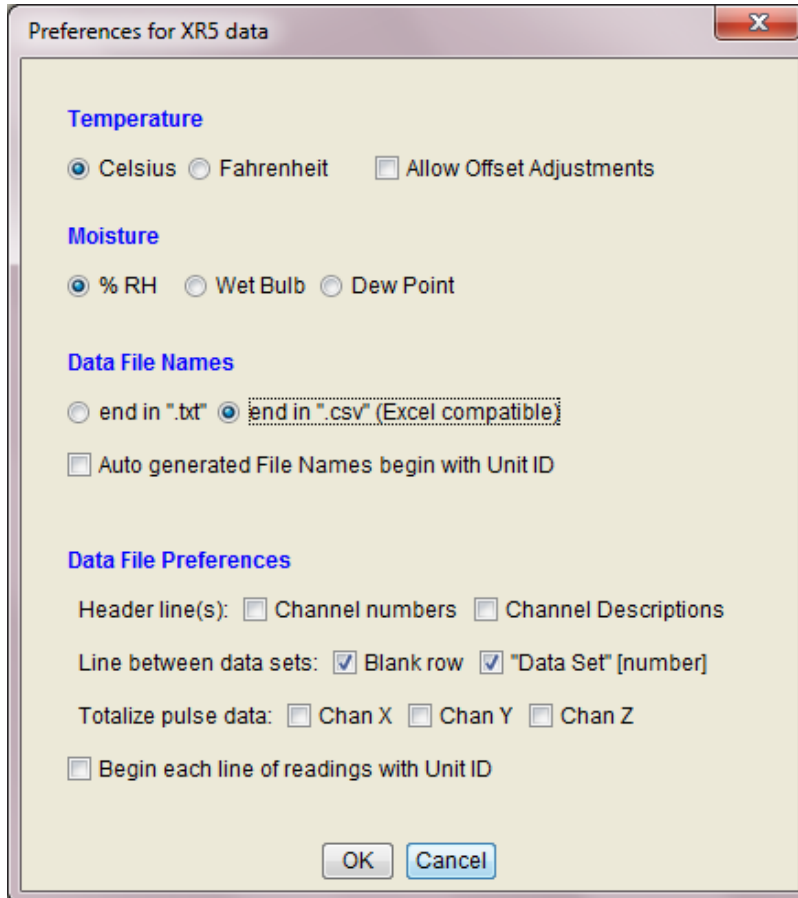 Preferences for XR5 data
Temperature
Celsius Fahrenheit Allow Offset Adjustments
Moisture
% RH Wet Bulb Dew Point
Data File Names
end in ".txt" end in ".csv" (Excel compatible)
Auto generated File Names begin with Unit ID
Data File Preferences
Header line(s): Channel numbers Channel Descriptions
Line between data sets: Blank row "Data Set" [number]
Totalize pulse data: Chan X Chan Y Chan Z
Begin each line of readings with Unit ID
OK Cancel